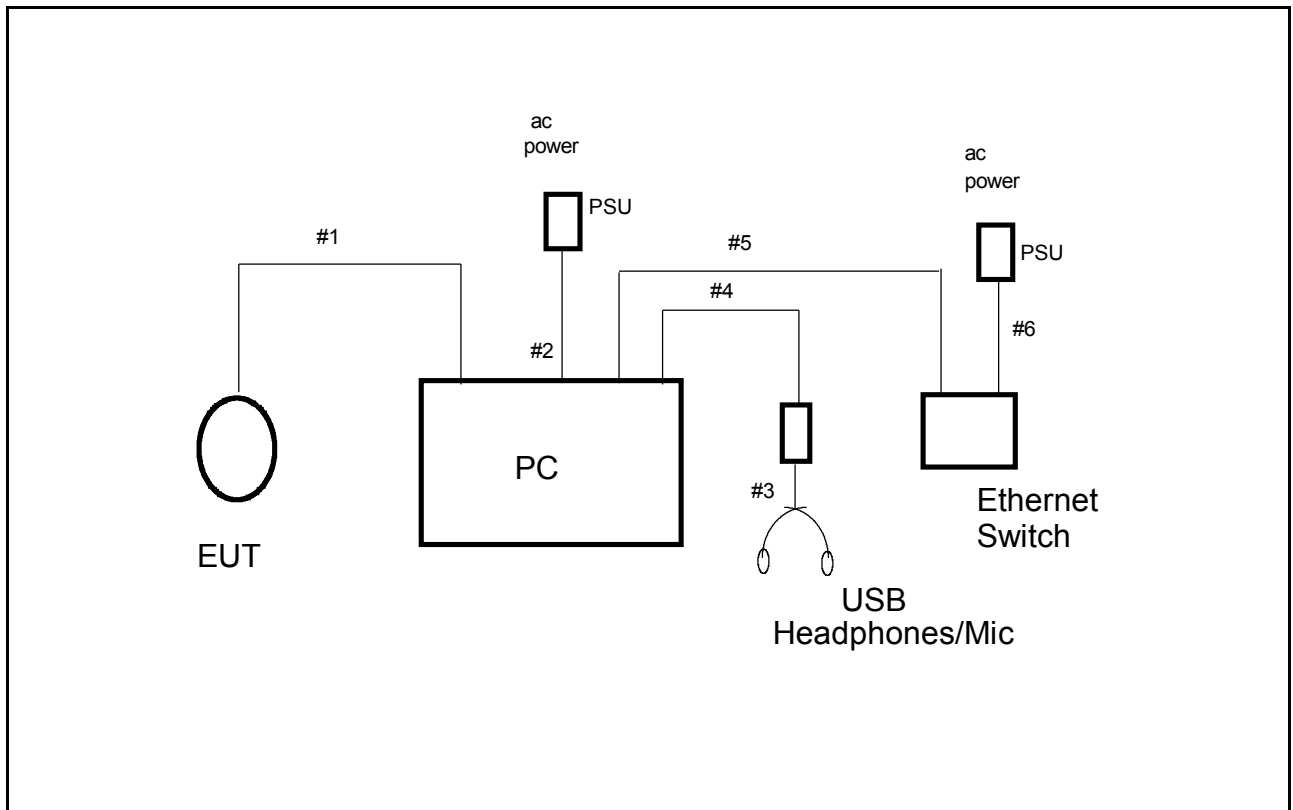 ac
power
ac
power
PSU
#1
#5
PSU
#4
#2
#6
PC
#3
Ethernet
Switch
EUT
USB
Headphones/Mic